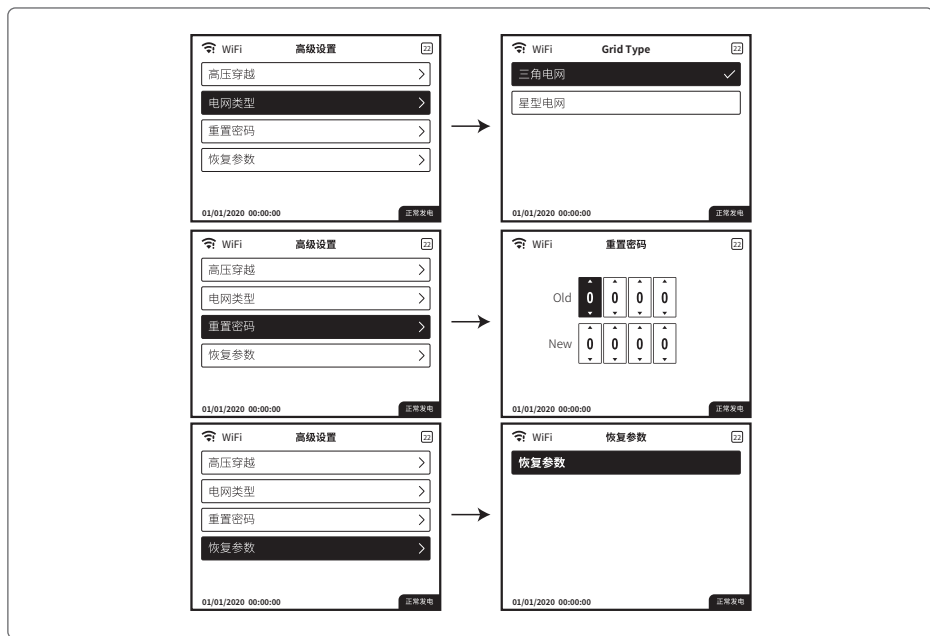 WiFi 高级设置 22
高压穿越
电网类型
重置密码
恢复参数
01/01/2020 00:00:00 正常发电
WiFi Grid Type 22
三角电网
星型电网
01/01/2020 00:00:00 正常发电
WiFi 高级设置 22
高压穿越
电网类型
重置密码
恢复参数
01/01/2020 00:00:00 正常发电
WiFi 重置密码 22
Old 0 0 0 0
New 0 0 0 0
01/01/2020 00:00:00 正常发电
WiFi 高级设置 22
高压穿越
电网类型
重置密码
恢复参数
01/01/2020 00:00:00 正常发电
WiFi 恢复参数 22
恢复参数
01/01/2020 00:00:00 正常发电